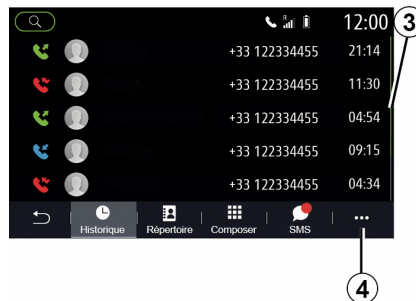 R
12:00
3
+33 122334455 21:14
+33 122334455 11:30
+33 122334455 04:54
+33 122334455 09:15
+33 122334455 04:34
Historique Répertoire Composer SMS ...
4